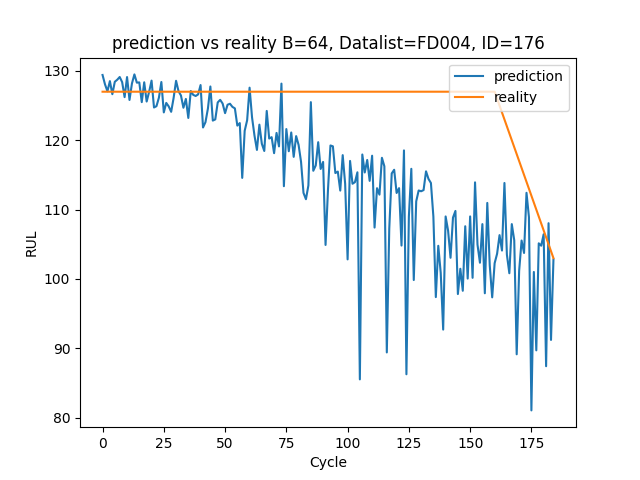 prediction vs reality B=64, Datalist=FD004, ID=176
prediction
reality
130
120
110
100
90
80
RUL
0 25 50 75 100 125 150 175
Cycle